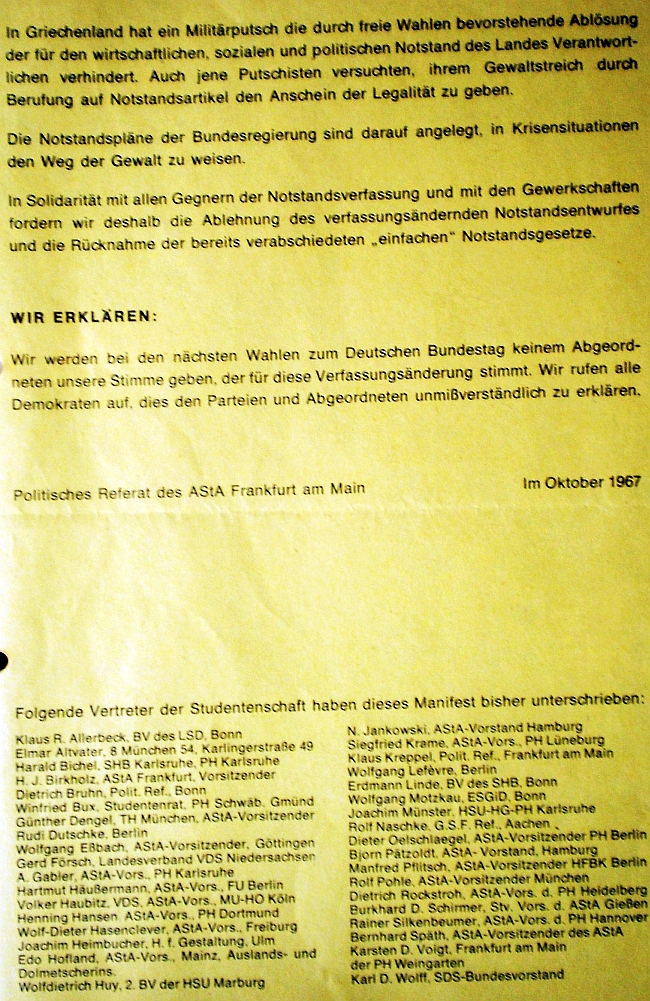 In Griechenland hat ein Militärputsch die durch freie Wahlen bevorstehende Ablösung
der für den wirtschaftlichen, sozialen und politischen Notstand des Landes Verantwort-
lichen verhindert. Auch jene Putschisten versuchten, ihrem Gewaltstreich durch
Berufung auf Notstandsartikel den Anschein der Legalität zu geben.
Die Notstandspläne der Bundesregierung sind darauf angelegt, in Krisensituationen
den Weg der Gewalt zu weisen.
In Solidarität mit allen Gegnern der Notstandsverfassung und mit den Gewerkschaften
fordern wir deshalb die Ablehnung des verfassungsändernden Notstandsentwurfes
und die Rücknahme der bereits verabschiedeten „einfachen“ Notstandsgesetze.
WIR ERKLÄREN:
Wir werden bei den nächsten Wahlen zum Deutschen Bundestag keinem Abgeord-
neten unsere Stimme geben, der für diese Verfassungsänderung stimmt. Wir rufen alle
Demokraten auf, dies den Parteien und Abgeordneten unmißverständlich zu erklären.
Politisches Referat des AStA Frankfurt am Main
Im Oktober 1967
Folgende Vertreter der Studentenschaft haben dieses Manifest bisher unterschrieben:
Klaus R. Allerbeck, BV des LSD, Bonn
Elmar Altvater, 8 München 54, Karlingerstraße 49
Harald Bichel, SHB Karlsruhe, PH Karlsruhe
H. J. Birkholz, AStA Frankfurt, Vorsitzender
Dietrich Bruhn, Polit. Ref., Bonn
Winfried Bux, Studentenrat, PH Schwäb. Gmünd
Günther Dengel, TH München, AStA-Vorsitzender
Rudi Dutschke, Berlin
Wolfgang Eßbach, AStA-Vorsitzender, Göttingen
Gerd Försch, Landesverband VDS Niedersachsen
A. Gabler, AStA-Vors., PH Karlsruhe
Hartmut Häußermann, AStA-Vors., FU Berlin
Volker Haubitz, VDS, AStA-Vors., MU-HO Köln
Henning Hansen AStA-Vors., PH Dortmund
Wolf-Dieter Hasenclever, AStA-Vors., Freiburg
Joachim Heimbucher, H. f. Gestaltung, Ulm
Edo Hofland, AStA-Vors., Mainz, Auslands- und
Dolmetscherins.
Wolfdietrich Huy, 2. BV der HSU Marburg
N. Jankowski, AStA-Vorstand Hamburg
Siegfried Krame, AStA-Vors., PH Lüneburg
Klaus Kreppel, Polit. Ref., Frankfurt am Main
Wolfgang Lefèvre, Berlin
Erdmann Linde, BV des SHB, Bonn
Wolfgang Motzkau, ESGiD, Bonn
Joachim Münster, HSU-HG-PH Karlsruhe
Rolf Naschke, G.S.F. Ref., Aachen
Dieter Oelschlaegel, AStA-Vorsitzender PH Berlin
Bjorn Pätzoldt, AStA-Vorstand, Hamburg
Manfred Pflitsch, AStA-Vorsitzender HFBK Berlin
Rolf Pohle, AStA-Vorsitzender München
Dietrich Rockstroh, AStA-Vors. d. PH Heidelberg
Burkhard D. Schirmer, Stv. Vors. d. AStA Gießen
Rainer Silkenbeumer, AStA-Vors. d. PH Hannover
Bernhard Späth, AStA-Vorsitzender des AStA
Karsten D. Voigt, Frankfurt am Main
der PH Weingarten
Karl D. Wolff, SDS-Bundesvorstand